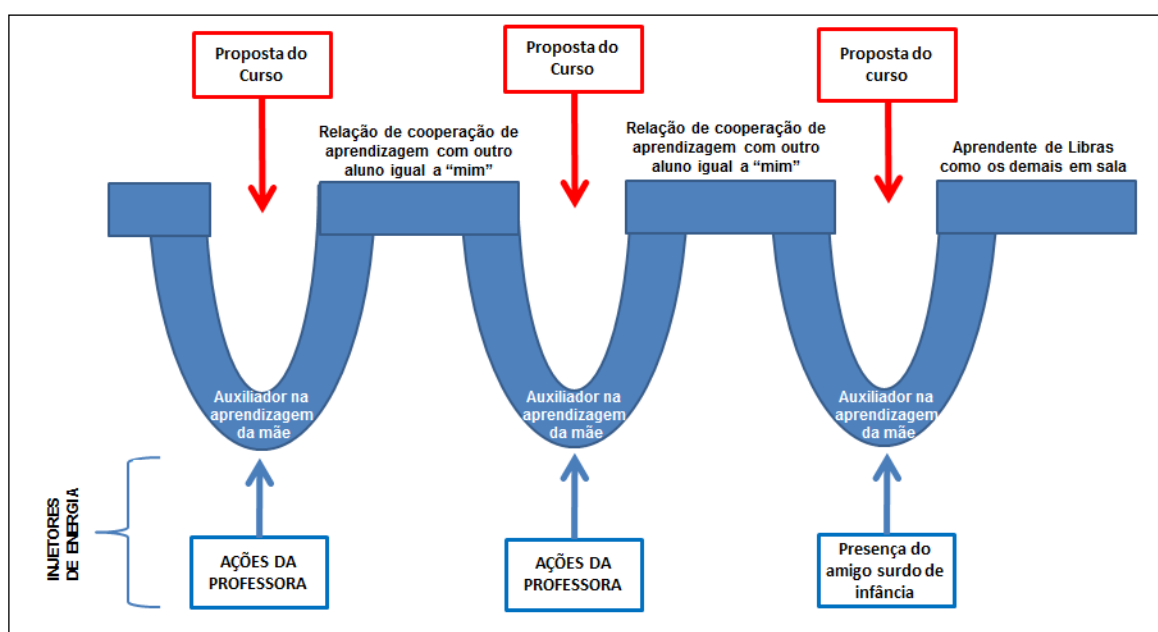 Proposta do
Curso
Proposta do
Curso
Proposta do
curso
Relação de cooperação de
aprendizagem com outro
aluno igual a “mim”
Relação de cooperação de
aprendizagem com outro
aluno igual a “mim”
Aprendente de Libras
como os demais em sala
Auxiliador na
aprendizagem
da mãe
Auxiliador na
aprendizagem
da mãe
Auxiliador na
aprendizagem
da mãe
INJETORES
DE ENERGIA
AÇÕES DA
PROFESSORA
AÇÕES DA
PROFESSORA
Presença do
amigo surdo de
infância